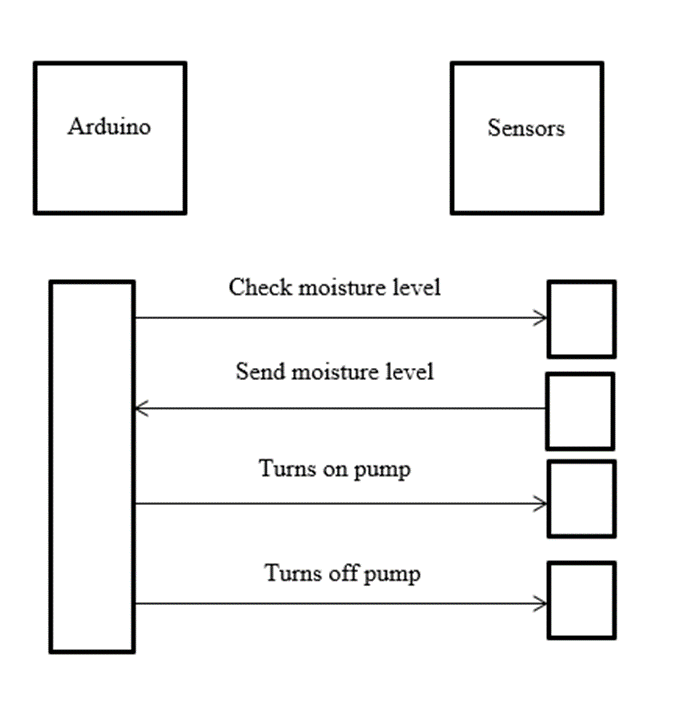 Arduino
Sensors
Check moisture level
Send moisture level
Turns on pump
Turns off pump